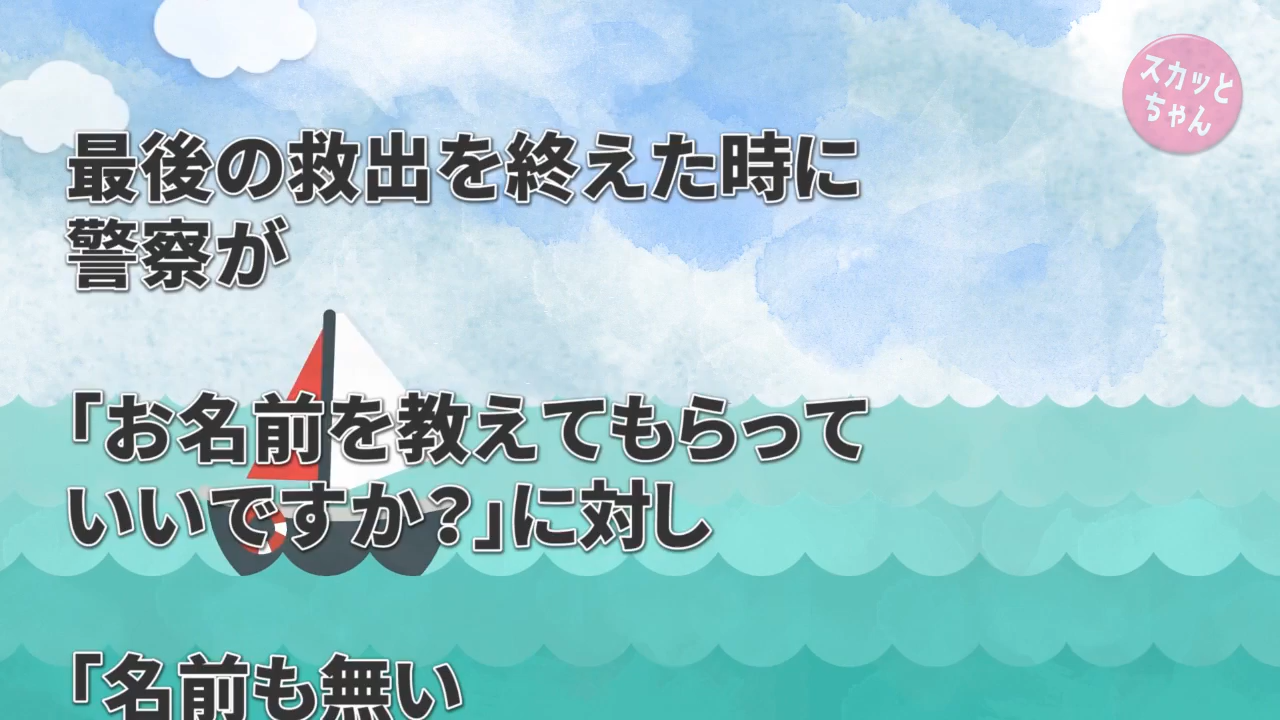 スカッと
ちゃん
最後の救出を終えた時に
警察が
「お名前を教えてもらって
いいですか?」に対し
「名前も無い